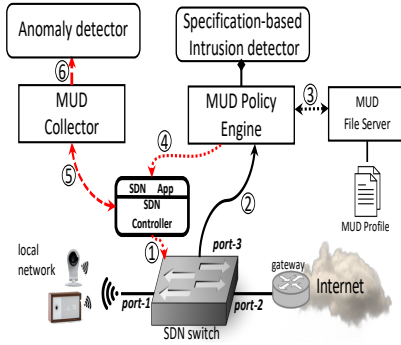 Anomaly detector
Specification-based
Intrusion detector
⑥
MUD
Collector
MUD Policy
Engine
③
MUD
File Server
④
⑤
SDN App
SDN
Controller
②
MUD Profile
①
port-3
local
network
gateway
Internet
port-1
port-2
SDN switch